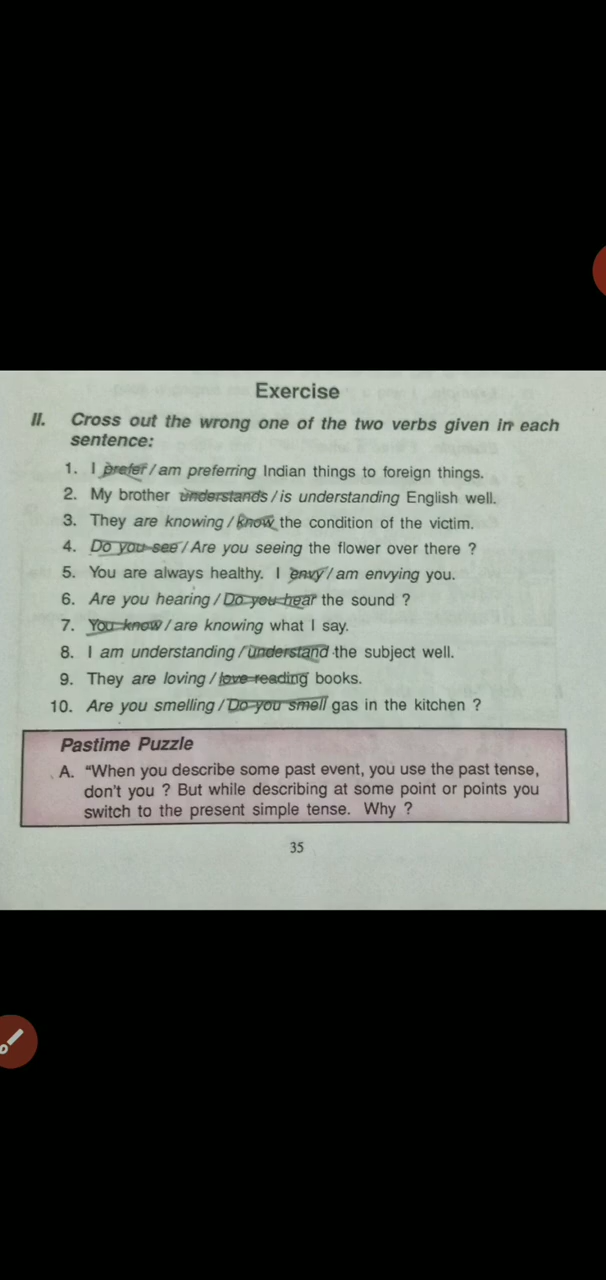 Exercise
II. Cross out the wrong one of the two verbs given in each
sentence:
1. I prefer / am preferring Indian things to foreign things.
2. My brother understands / is understanding English well.
3. They are knowing / know the condition of the victim.
4. Do you see / Are you seeing the flower over there ?
5. You are always healthy. I envy / am envying you.
6. Are you hearing / Do you hear the sound ?
7. You know / are knowing what I say.
8. I am understanding / understand the subject well.
9. They are loving / love reading books.
10. Are you smelling / Do you smell gas in the kitchen ?
Pastime Puzzle
A. “When you describe some past event, you use the past tense,
don't you ? But while describing at some point or points you
switch to the present simple tense. Why ?
35